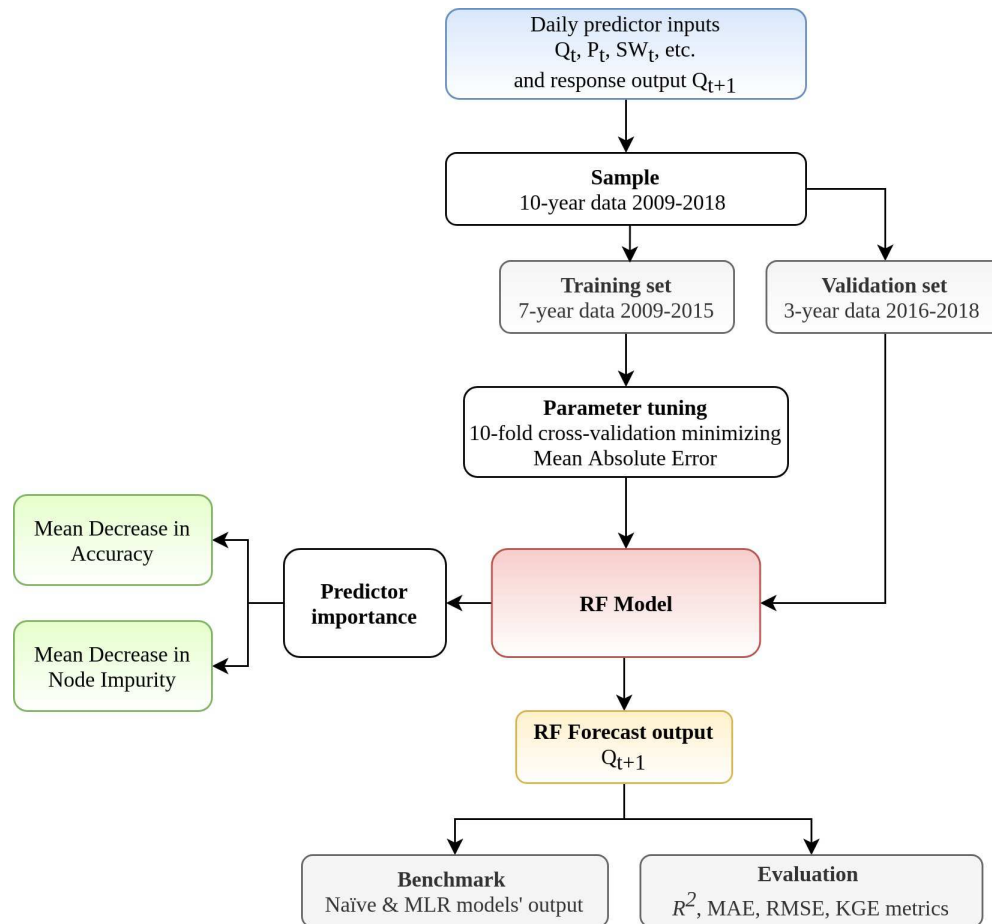 Daily predictor inputs
Qt, Pt, SWt, etc.
and response output Qt+1
Sample
10-year data 2009-2018
Training set
7-year data 2009-2015
Validation set
3-year data 2016-2018
Parameter tuning
10-fold cross-validation minimizing
Mean Absolute Error
Mean Decrease in
Accuracy
Predictor
importance
RF Model
Mean Decrease in
Node Impurity
RF Forecast output
Qt+1
Benchmark
Naïve & MLR models' output
Evaluation
R², MAE, RMSE, KGE metrics